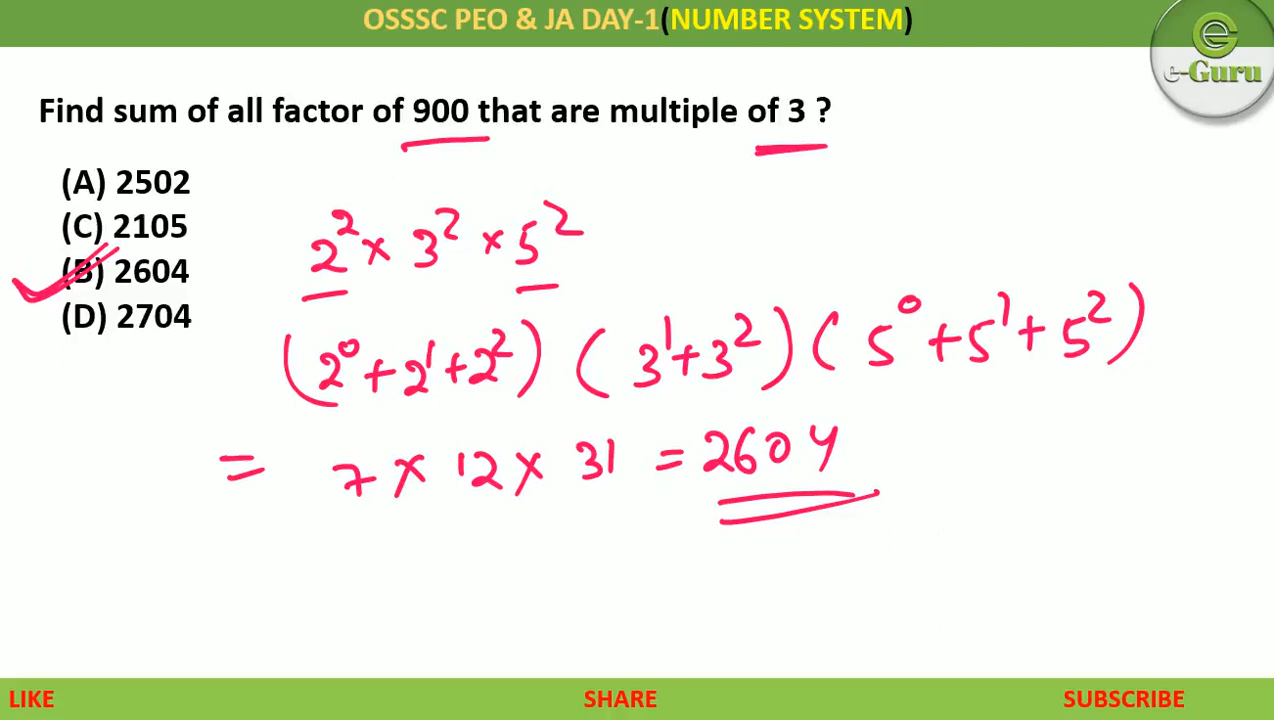 OSSSC PEO & JA DAY-1(NUMBER SYSTEM)
e-Guru
Find sum of all factor of 900 that are multiple of 3 ?
(A) 2502
(C) 2105
(B) 2604
(D) 2704
2² × 3² × 5²
(2⁰+2¹+2²) (3¹+3²) (5⁰+5¹+5²)
= 7 × 12 × 31 = 2604
LIKE SHARE SUBSCRIBE